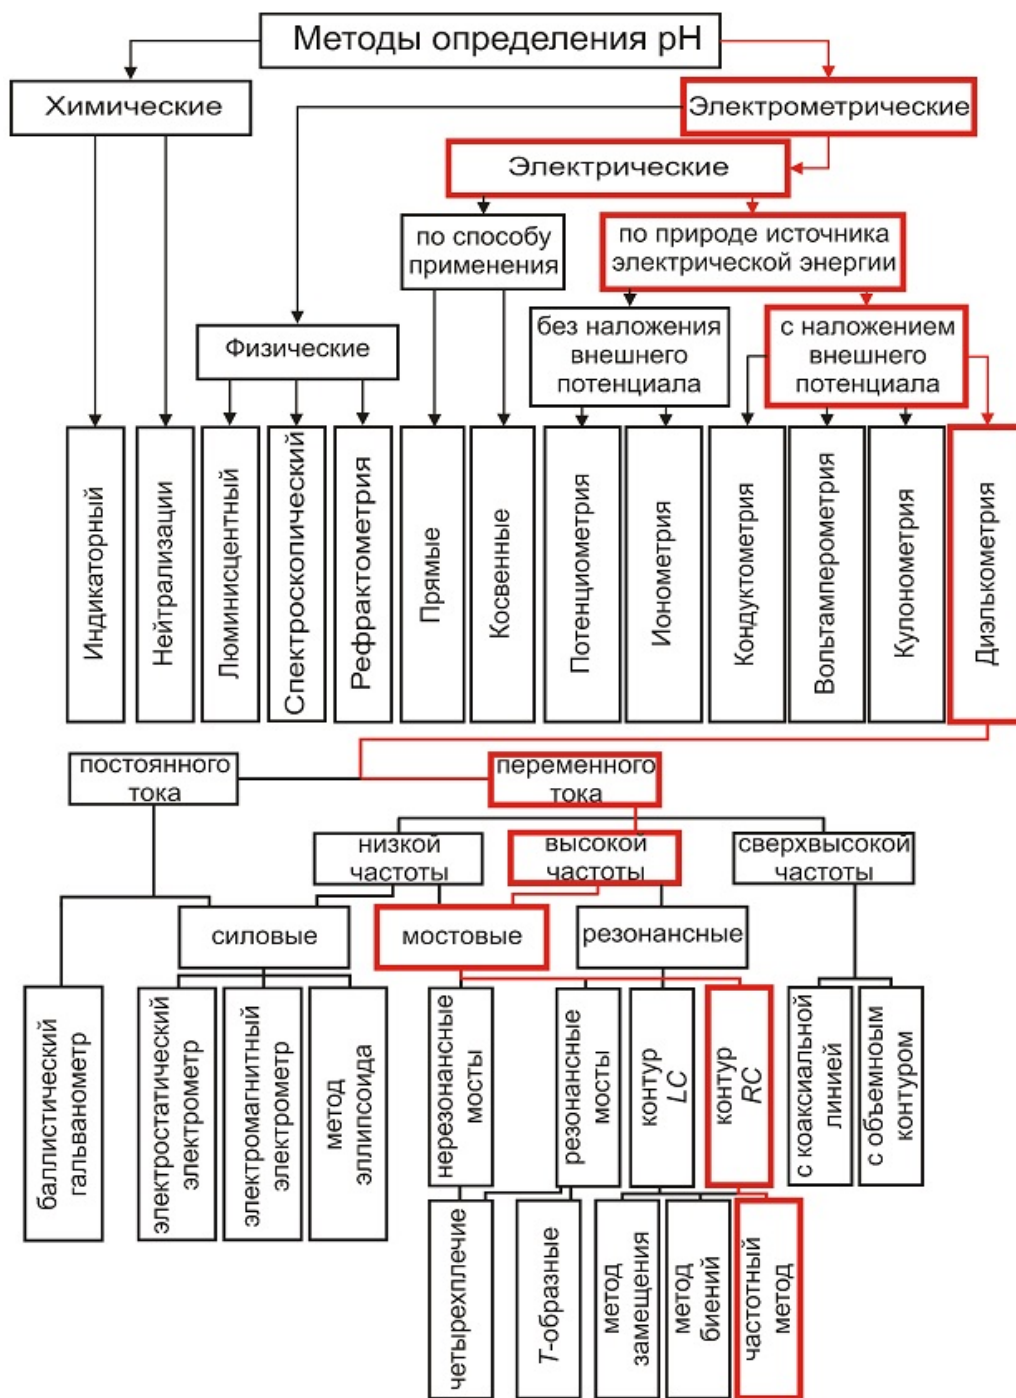 Методы определения pH
Химические
Электрометрические
Электрические
по способу
применения
по природе источника
электрической энергии
Физические
без наложения
внешнего
потенциала
с наложением
внешнего
потенциала
Индикаторный
Нейтрализации
Люминисцентный
Спектроскопический
Рефрактометрия
Прямые
Косвенные
Потенциометрия
Ионометрия
Кондуктометрия
Вольтамперометрия
Кулонометрия
Диэлькометрия
постоянного
тока
переменного
тока
низкой
частоты
высокой
частоты
сверхвысокой
частоты
силовые
мостовые
резонансные
баллистический
гальванометр
электростатический
электрометр
электромагнитный
электрометр
метод
эллипсоида
нерезонансные
мосты
резонансные
мосты
контур
LC
контур
RC
с коаксиальной
линией
с объемноым
контуром
четырехплечие
T-образные
метод
замещения
метод
биений
частотный
метод